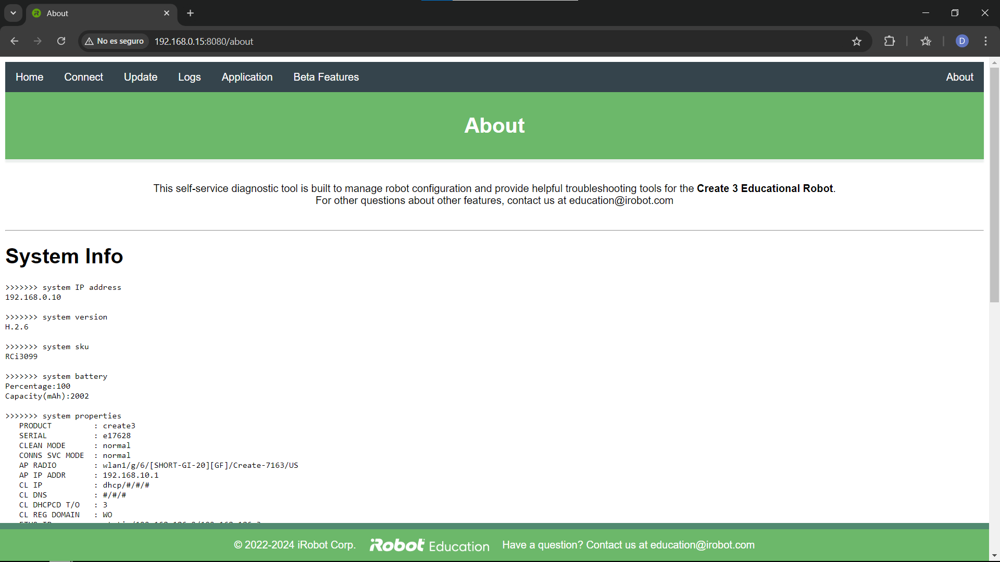 About
No es seguro 192.168.0.15:8080/about D
Home Connect Update Logs Application Beta Features About
About
This self-service diagnostic tool is built to manage robot configuration and provide helpful troubleshooting tools for the Create 3 Educational Robot.
For other questions about other features, contact us at education@irobot.com
System Info
>>>>>>> system IP address
192.168.0.10
>>>>>>> system version
H.2.6
>>>>>>> system sku
RCi3099
>>>>>>> system battery
Percentage:100
Capacity(mAh):2002
>>>>>>> system properties
PRODUCT : create3
SERIAL : e17628
CLEAN MODE : normal
CONNS SVC MODE : normal
AP RADIO : wlan1/g/6/[SHORT-GI-20][GF]/Create-7163/US
AP IP ADDR : 192.168.10.1
CL IP : dhcp/#/#/#
CL DNS : #/#/#
CL DHCPCD T/O : 3
CL REG DOMAIN : WO
© 2022-2024 iRobot Corp. iRobot Education Have a question? Contact us at education@irobot.com